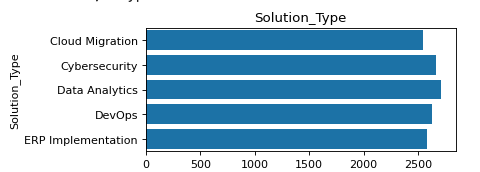 Solution_Type
Solution_Type
Cloud Migration
Cybersecurity
Data Analytics
DevOps
ERP Implementation
0 500 1000 1500 2000 2500